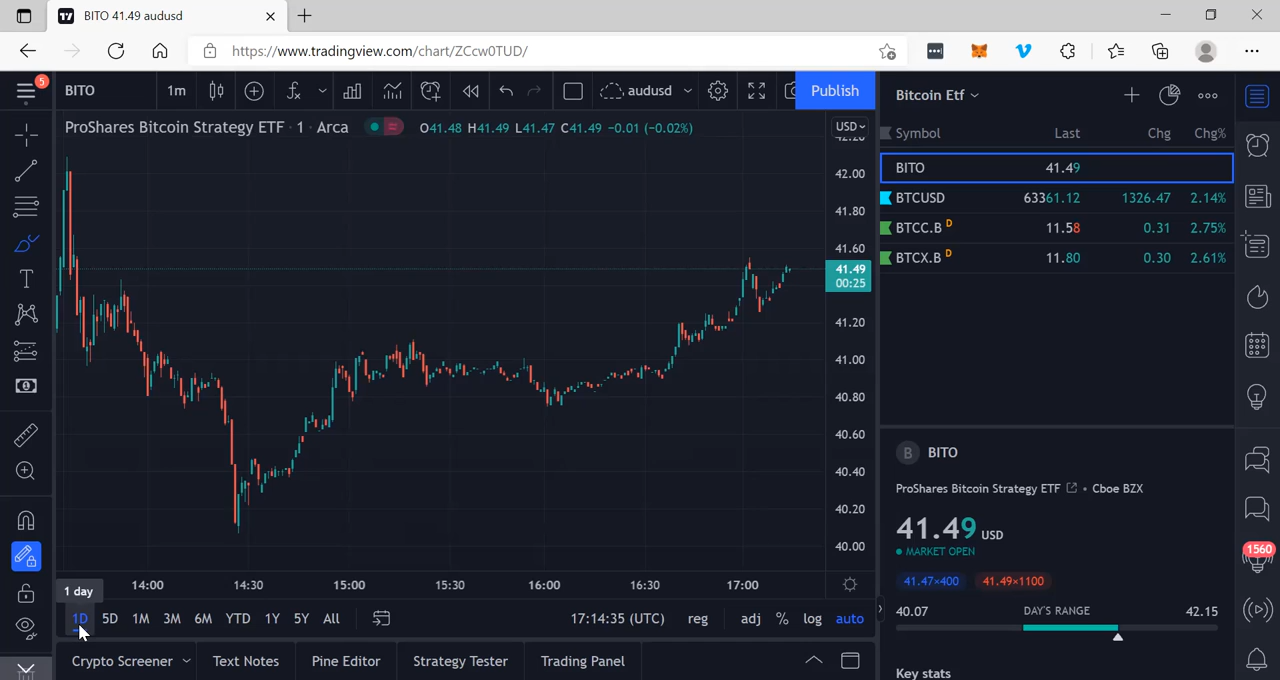 BITO 41.49 audusd
https://www.tradingview.com/chart/ZCcw0TUD/
5
BITO
1m
audusd
Publish
Bitcoin Etf
ProShares Bitcoin Strategy ETF · 1 · Arca
O41.48 H41.49 L41.47 C41.49 −0.01 (−0.02%)
USD
Symbol Last Chg Chg%
BITO 41.49
BTCUSD 63361.12 1326.47 2.14%
BTCC.B D 11.58 0.31 2.75%
BTCX.B D 11.80 0.30 2.61%
42.20
42.00
41.80
41.60
41.49
00:25
41.20
41.00
40.80
40.60
40.40
40.20
40.00
14:00 14:30 15:00 15:30 16:00 16:30 17:00
1 day
1D 5D 1M 3M 6M YTD 1Y 5Y All
17:14:35 (UTC) reg adj % log auto
Crypto Screener Text Notes Pine Editor Strategy Tester Trading Panel
B BITO
ProShares Bitcoin Strategy ETF • Cboe BZX
41.49 USD
MARKET OPEN
41.47×400 41.49×1100
40.07 DAY'S RANGE 42.15
Key stats
1560